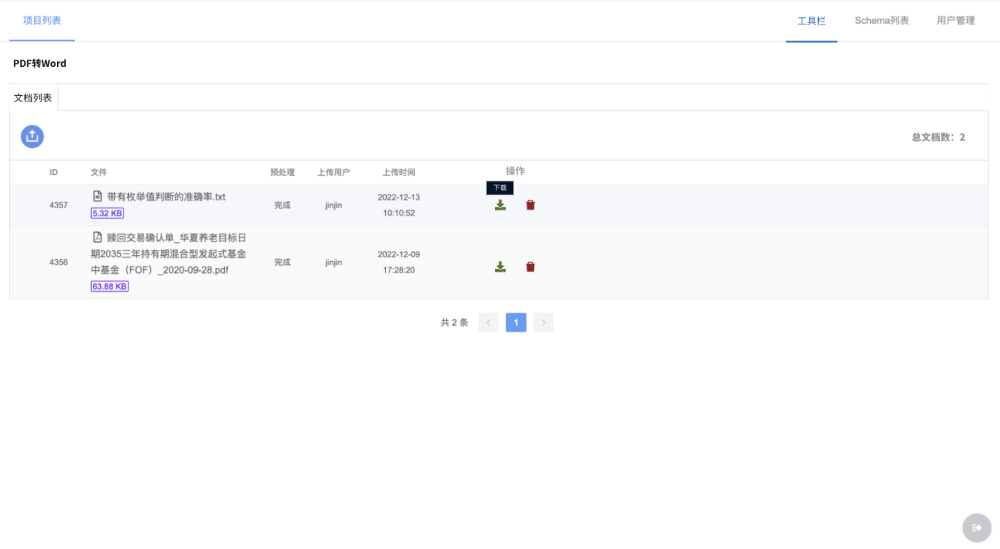 项目列表
工具栏
Schema列表
用户管理
PDF转Word
文档列表
总文档数：2
ID
文件
预处理
上传用户
上传时间
操作
下载
4357
带有枚举值判断的准确率.txt
5.32 KB
完成
jinjin
2022-12-13
10:10:52
4356
赎回交易确认单_华夏养老目标日
期2035三年持有期混合型发起式基金
中基金（FOF）_2020-09-28.pdf
63.88 KB
完成
jinjin
2022-12-09
17:28:20
共 2 条
1